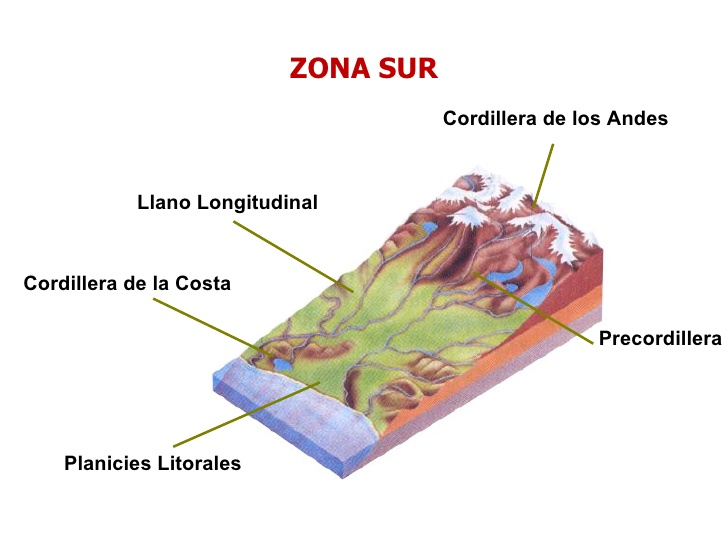 ZONA SUR
Cordillera de los Andes
Llano Longitudinal
Cordillera de la Costa
Precordillera
Planicies Litorales